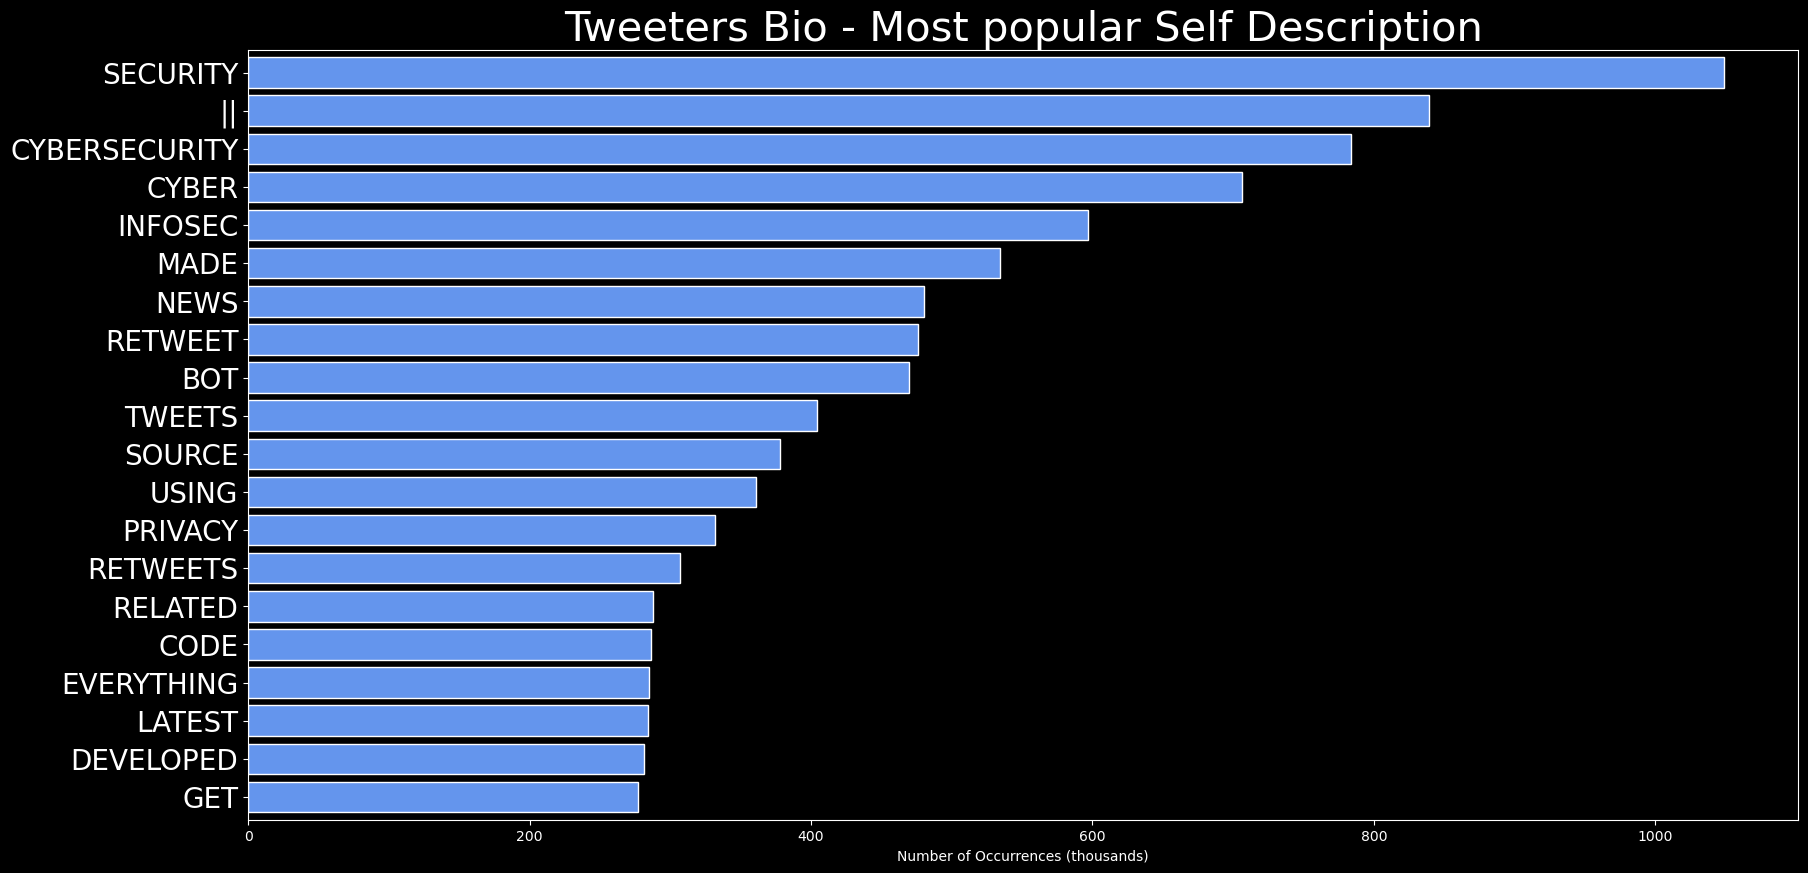 Tweeters Bio - Most popular Self Description
SECURITY
||
CYBERSECURITY
CYBER
INFOSEC
MADE
NEWS
RETWEET
BOT
TWEETS
SOURCE
USING
PRIVACY
RETWEETS
RELATED
CODE
EVERYTHING
LATEST
DEVELOPED
GET
0 200 400 600 800 1000
Number of Occurrences (thousands)